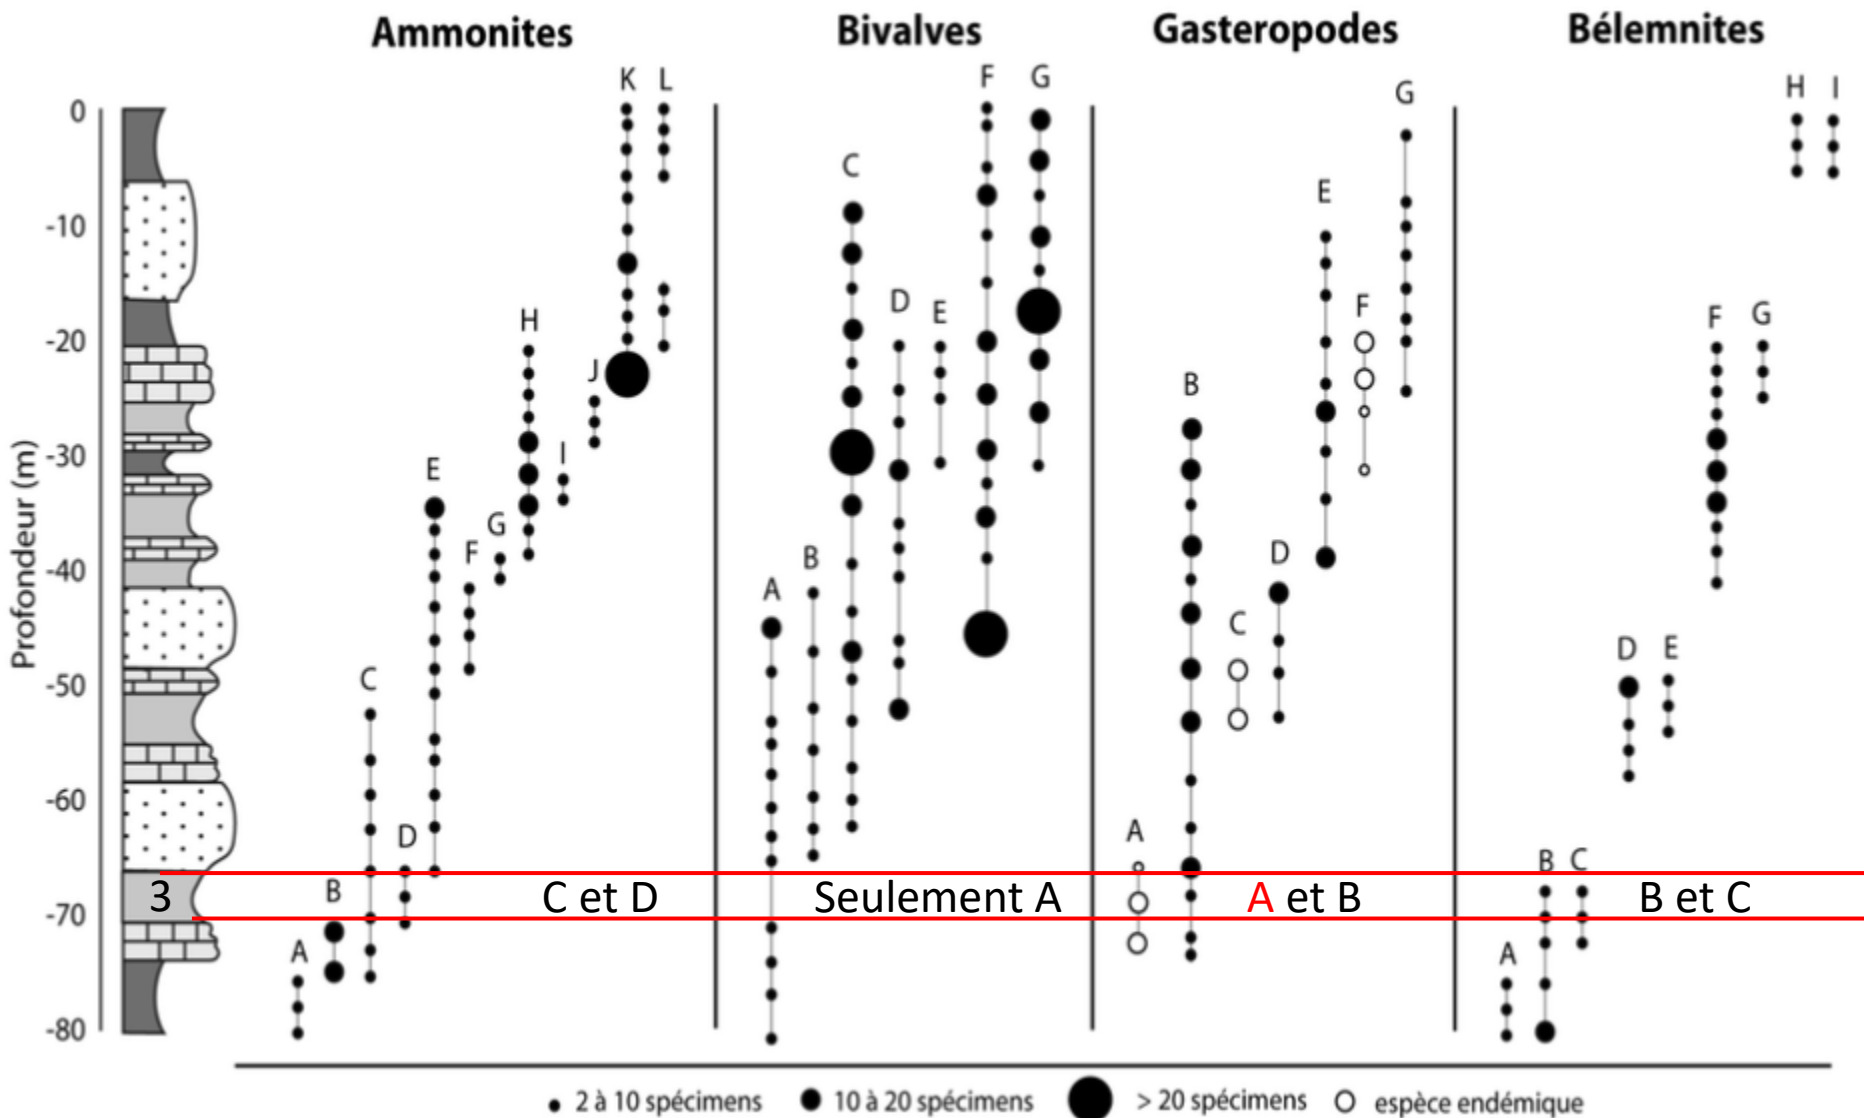 Ammonites Bivalves Gasteropodes Bélemnites
K L F G G H I
0
C
E
-10
D E F H F G
-20
J B
I
-30
E
G
F B D
-40
A
C D E
-50
C
-60
D A
B C
3 B C et D Seulement A A et B B et C
-70
A A
-80
Profondeur (m)
2 à 10 spécimens 10 à 20 spécimens > 20 spécimens espèce endémique